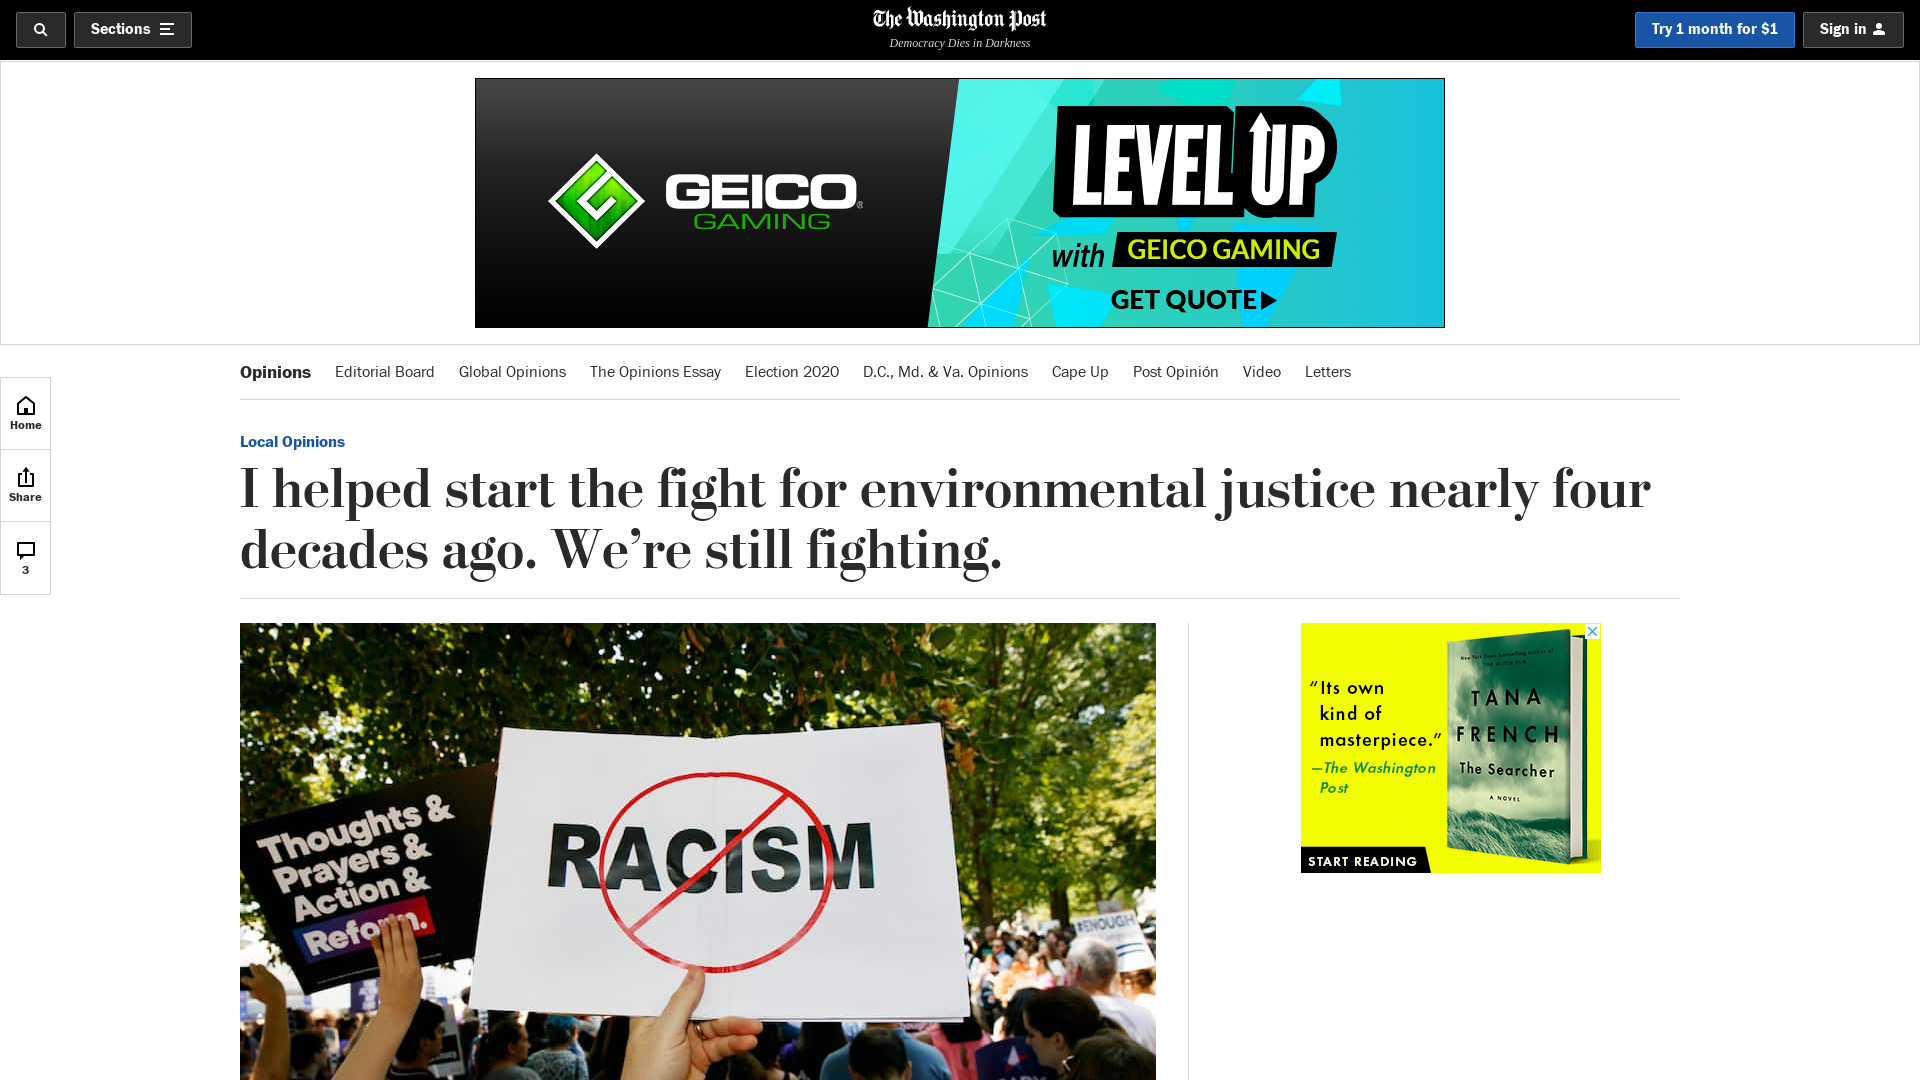 Sections
The Washington Post
Democracy Dies in Darkness
Try 1 month for $1
Sign in
GEICO
GAMING
LEVEL UP
with GEICO GAMING
GET QUOTE
Opinions
Editorial Board
Global Opinions
The Opinions Essay
Election 2020
D.C., Md. & Va. Opinions
Cape Up
Post Opinión
Video
Letters
Home
Share
3
Local Opinions
I helped start the fight for environmental justice nearly four
decades ago. We’re still fighting.
Thoughts &
Prayers &
Action &
Reform.
RACISM
#ENOUGH
“Its own
kind of
masterpiece.”
—The Washington
Post
START READING
New York Times bestselling author of
THE WITCH ELM
TANA
FRENCH
The Searcher
A NOVEL